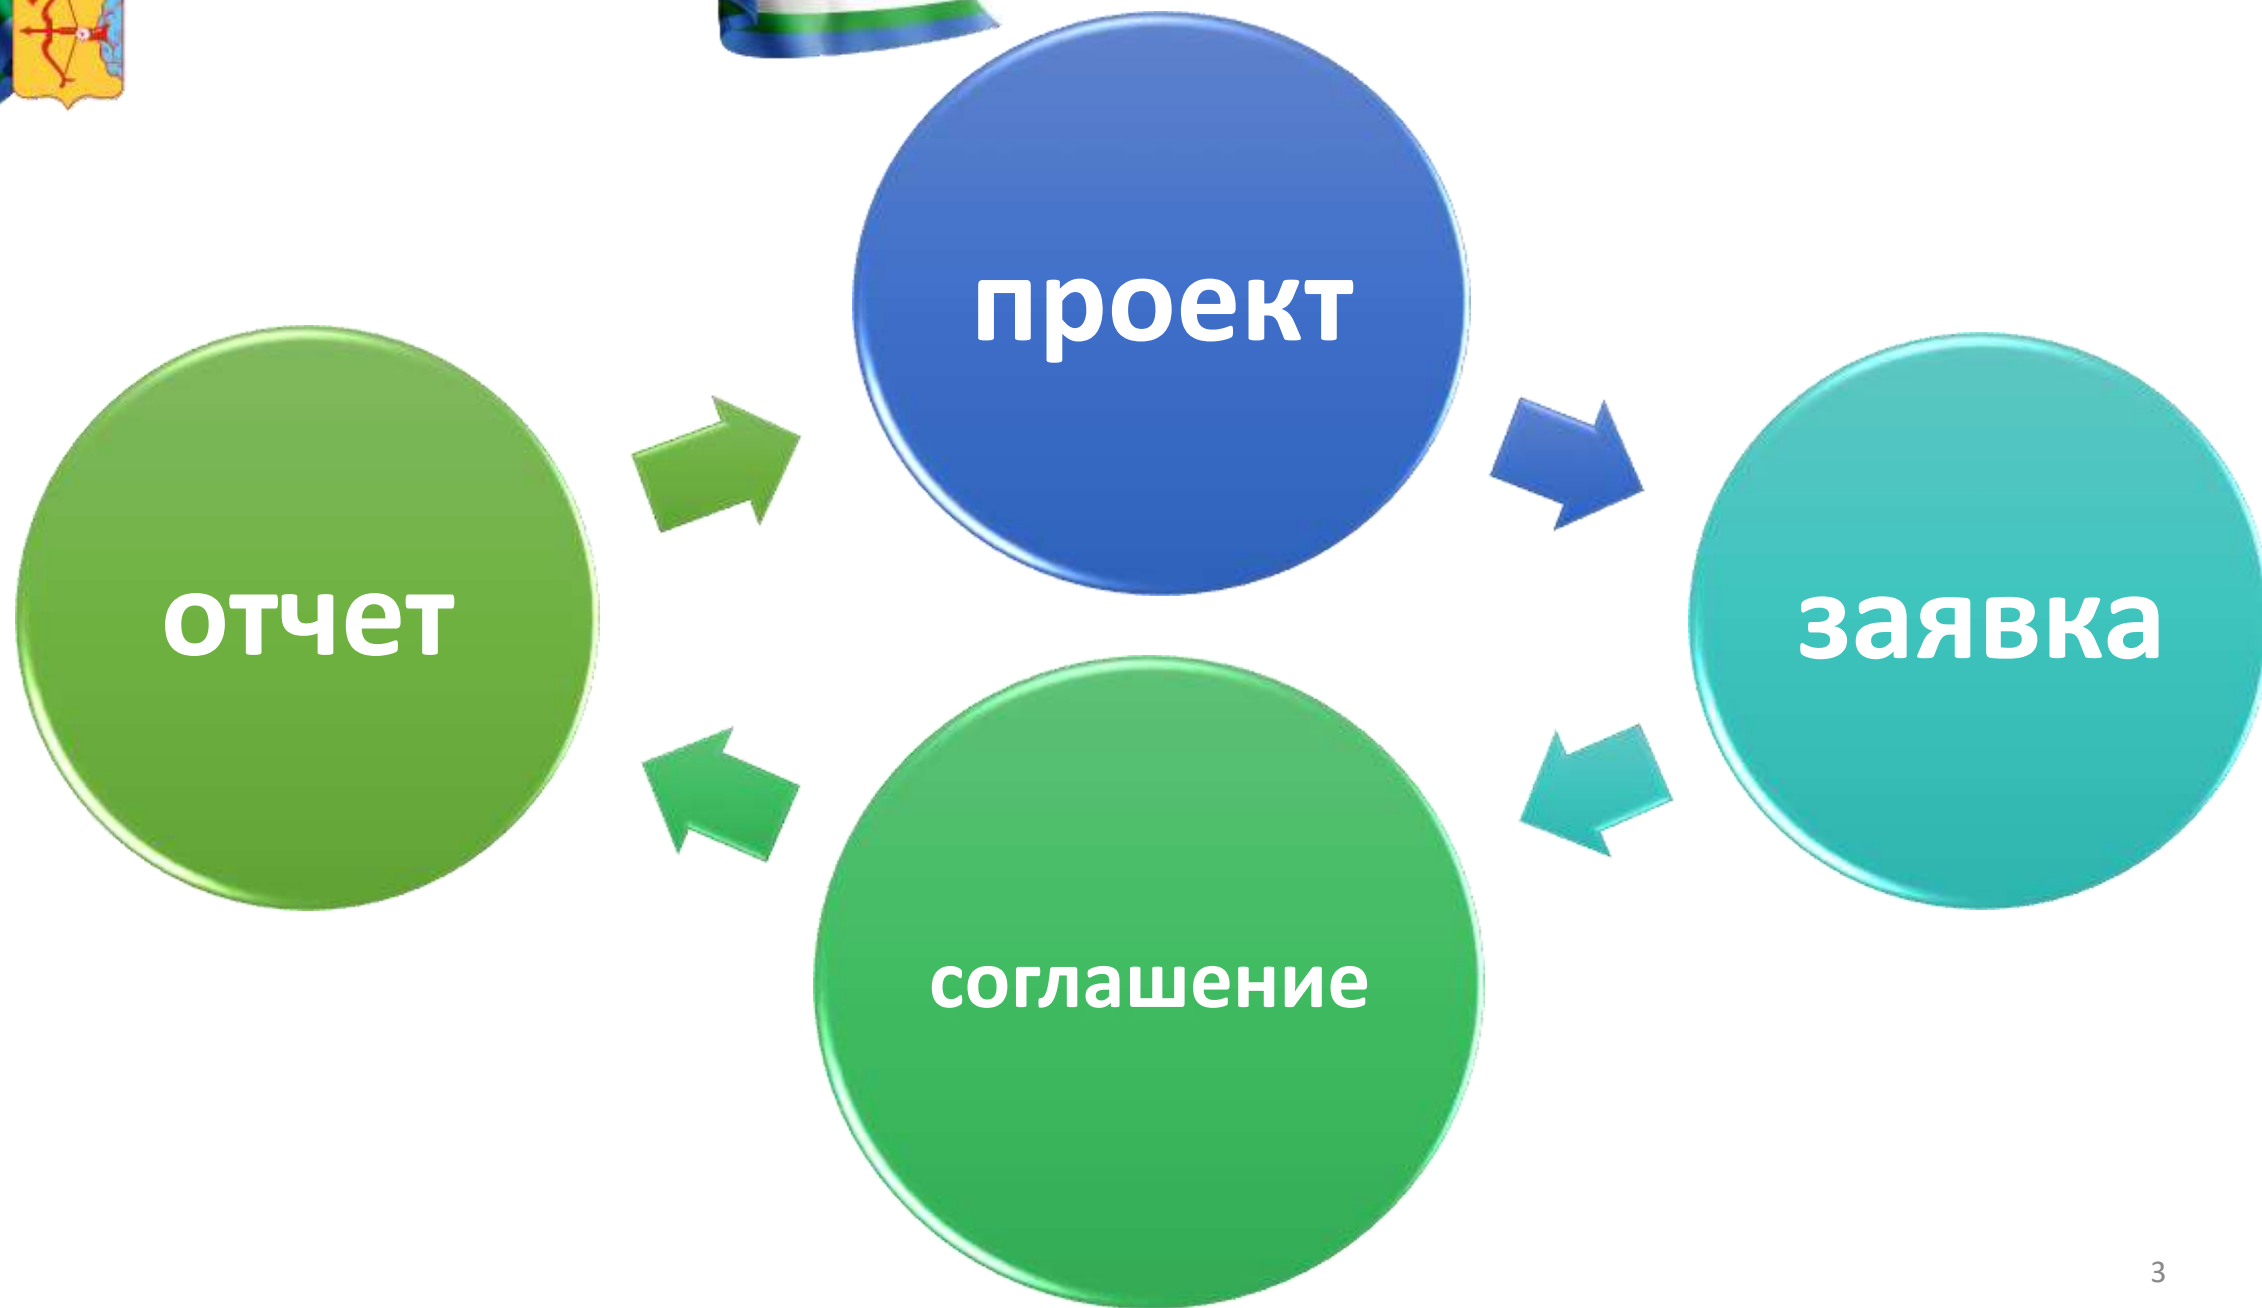 проект
отчет
заявка
соглашение
3